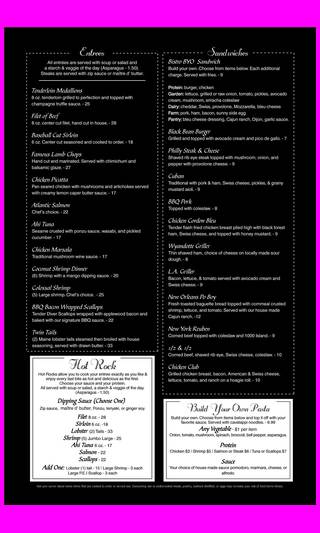 Entrees
All entrees are served with soup or salad and
a starch & veggie of the day (Asparagus - 1.50)
Steaks are served with zip sauce or maitre d' butter.
Tenderloin Medallions
8 oz. tenderloin grilled to perfection and topped with
champagne truffle sauce. - 25
Filet of Beef
8 oz. center cut filet, hand cut in house. - 28
Baseball Cut Sirloin
8 oz. Center cut seasoned and cooked to order. - 18
Famous Lamb Chops
Hand cut and marinated. Served with chimichurri and
balsamic glaze. - 27
Chicken Picatta
Pan seared chicken with mushrooms and artichokes served
with creamy lemon caper butter sauce. - 17
Atlantic Salmon
Chef's choice. - 22
Ahi Tuna
Sesame crusted with ponzu sauce, wasabi, and pickled
cucumber. - 17
Chicken Marsala
Traditional mushroom wine sauce. - 17
Coconut Shrimp Dinner
(6) Shrimp with a mango dipping sauce. - 20
Colossal Shrimp
(5) Large shrimp. Chef's choice. - 25
BBQ Bacon Wrapped Scallops
Tender Diver Scallops wrapped with applewood bacon and
baked with our signature BBQ sauce. - 22
Twin Tails
(2) Maine lobster tails steamed then broiled with house
seasoning, served with drawn butter. - 33
Hot Rock
Hot Rocks allow you to cook your entree exactly as you like &
enjoy every last bite as hot and delicious as the first.
Choose your sauce and your protein.
All served with soup or salad, a starch & veggie of the day
(Asparagus - $1.50).
Dipping Sauce (Choose One)
Zip sauce, maitre d' butter, Ponzu, teriyaki, or ginger soy.
Filet 8 oz. - 28
Sirloin 8 oz. - 18
Lobster (2) Tails - 33
Shrimp (5) Jumbo Large - 25
Ahi Tuna 6 oz. - 17
Salmon - 22
Scallops - 22
Add One: Lobster (1) tail - 15 / Large Shrimp - 3 each
Large FC / Scallop - 3 each
Sandwiches
Bistro BYO Sandwich
Build your own. Choose from items below. Each additional
charge. Served with fries. - 9
Protein: burger, chicken
Garden: lettuce, grilled or raw onion, tomato, pickles, avocado
cream, mushroom, sriracha coleslaw
Dairy: cheddar, Swiss, provolone, Mozzarella, bleu cheese
Farm: pork, ham, bacon, sunny side egg
Pantry: bleu cheese dressing, Cajun ranch, Dijon, garlic sauce.
Black Bean Burger
Grilled and topped with avocado cream and pico de gallo. - 7
Philly Steak & Cheese
Shaved rib eye steak topped with mushroom, onion, and
pepper with provolone cheese. - 9
Cuban
Traditional with pork & ham, Swiss cheese, pickles, & grainy
mustard aioli. - 9
BBQ Pork
Topped with coleslaw. - 9
Chicken Cordon Bleu
Tender flash fried chicken breast piled high with black forest
ham, Swiss cheese, and topped with honey mustard. - 9
Wyandotte Griller
Thin shaved ham, choice of cheese on locally made sour
dough. - 8
L.A. Griller
Bacon, lettuce, & tomato served with avocado cream and
Swiss cheese. - 9
New Orleans Po Boy
Fresh roasted baguette bread topped with cornmeal crusted
shrimp, lettuce, and tomato. Served with our house made
Cajun ranch. -12
New York Reuben
Corned beef topped with coleslaw and 1000 Island. - 9
1/2 & 1/2
Corned beef, shaved rib eye, Swiss cheese, coleslaw. - 10
Chicken Club
Grilled chicken breast, bacon, American & Swiss cheese,
lettuce, tomato, and ranch on a hoagie roll. - 10
Build Your Own Pasta
Build your own. Choose from items below and top it off with your
favorite sauce. Served with cavatappi noodles. - 9.99
Any Vegetable - $1 per item
Onion, tomato, mushrooms, spinach, broccoli, bell pepper, asparagus
Protein
Chicken $3 / Shrimp $5 / Salmon or Steak $6 / Tuna or Scallops $7
Sauce
Your choice of house made sauce pomodoro, marinara, cheese, or
alfredo.